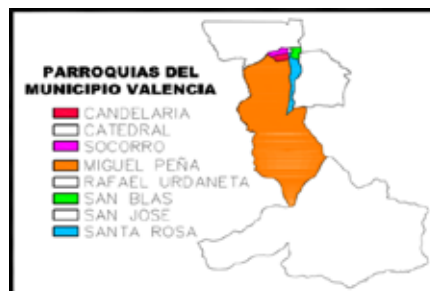 PARROQUIAS DEL
MUNICIPIO VALENCIA
CANDELARIA
CATEDRAL
SOCORRO
MIGUEL PEÑA
RAFAEL URDANETA
SAN BLAS
SAN JOSE
SANTA ROSA